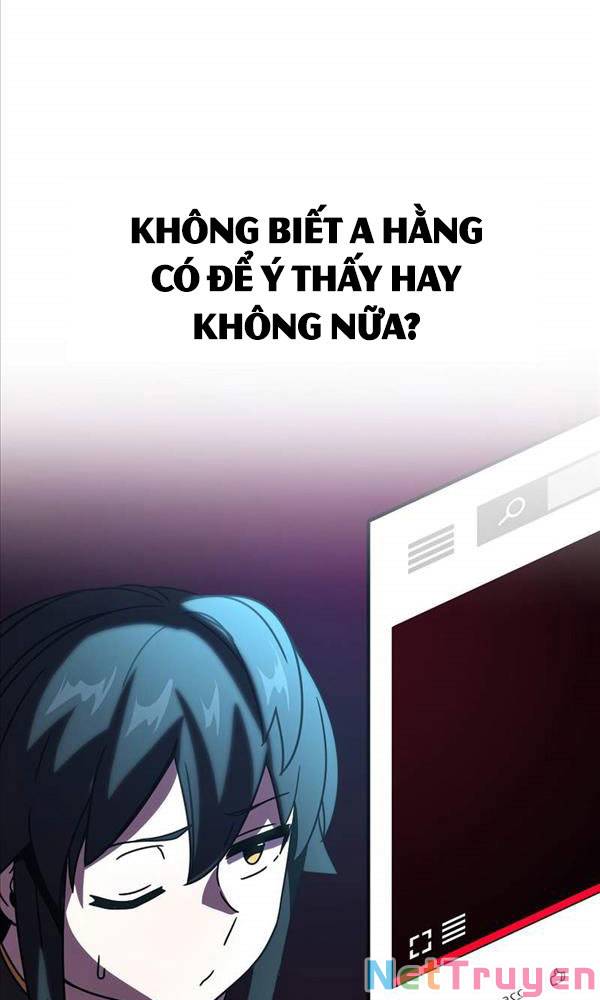 KHÔNG BIẾT A HẰNG
CÓ ĐỂ Ý THẤY HAY
KHÔNG NỮA?
NetTruyen